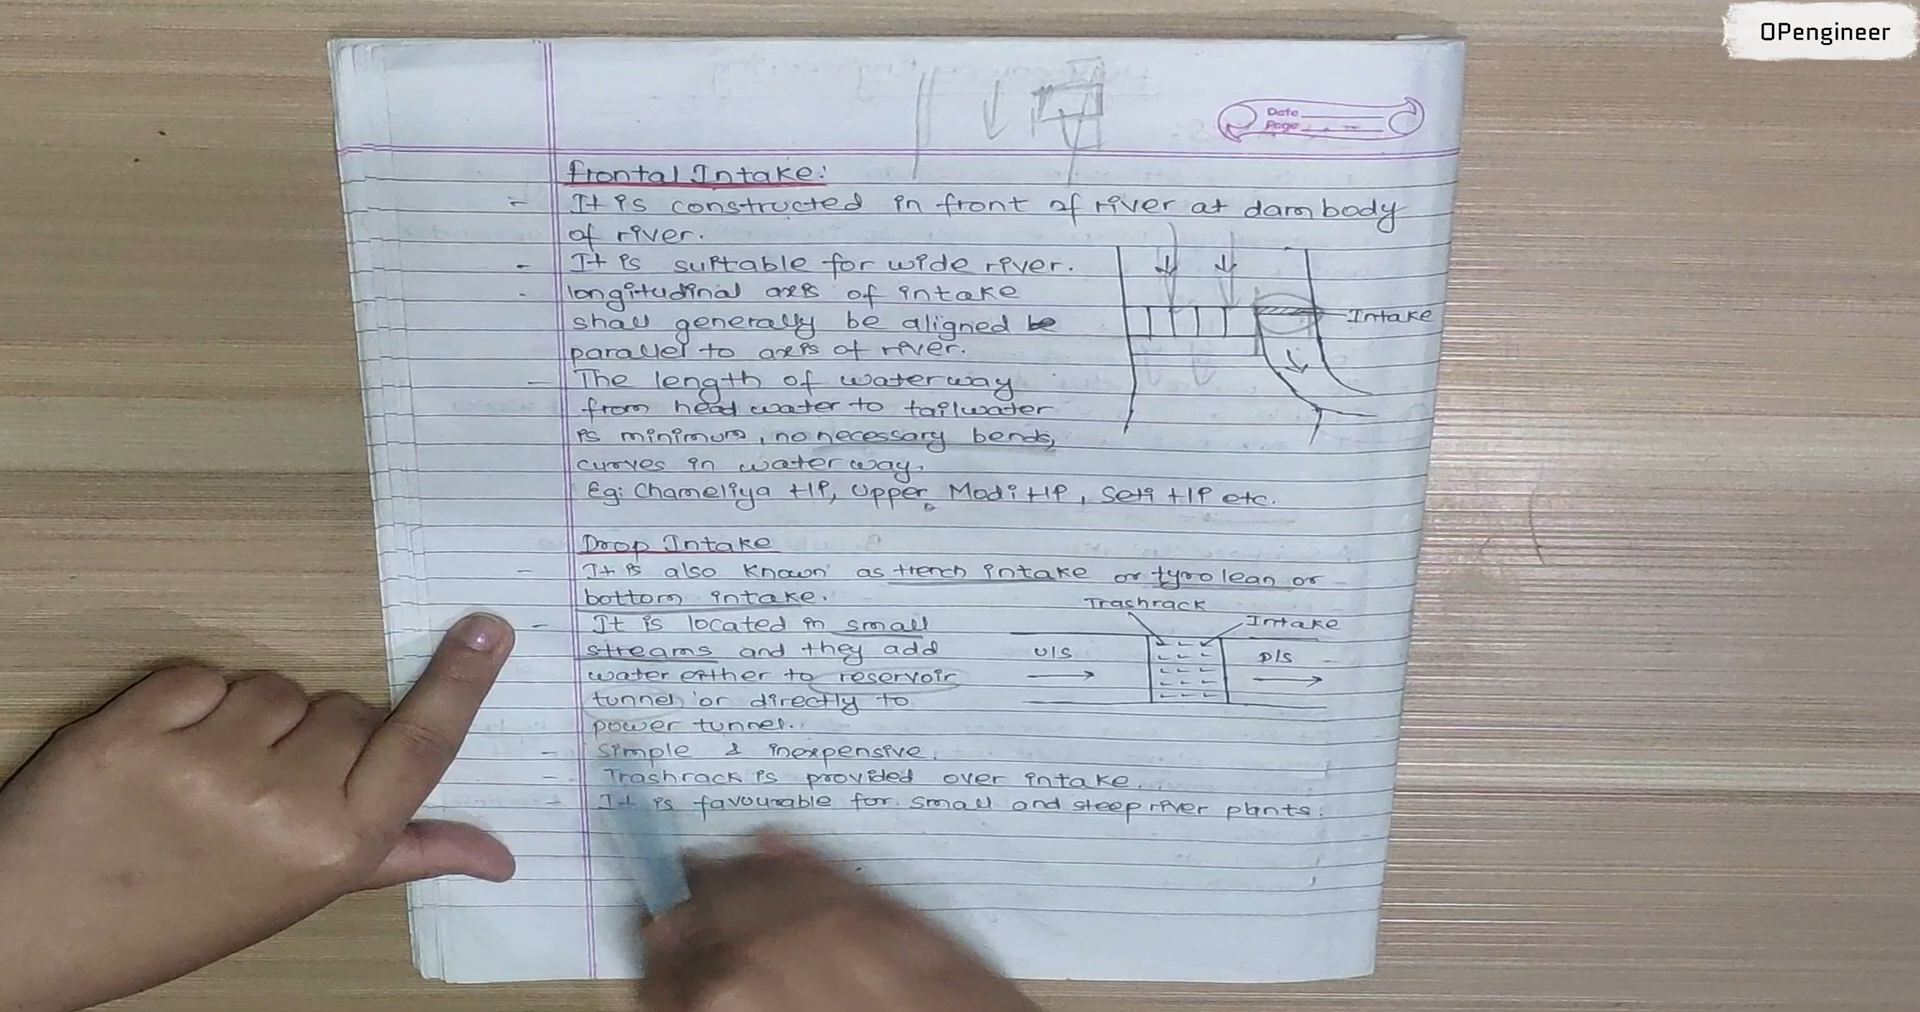 OPengineer
Date
Page
frontal Intake:
- It is constructed in front of river at dam body
of river.
- It is suitable for wide river.
- longitudinal axis of intake
shall generally be aligned be
parallel to axis of river.
Intake
- The length of waterway
from head water to tailwater
is minimum, no necessary bends,
curves in water way.
Eg: Chameliya HP, Upper Modi HP, Seti HP etc.
Drop Intake
- It is also known as trench intake or tyrolean or
bottom intake.
Trashrack
- It is located in small
Intake
streams and they add
U/S
D/S
water either to reservoir
tunnel or directly to
power tunnel.
- simple & inexpensive.
- Trashrack is provided over intake.
- It is favourable for small and steep river plants.